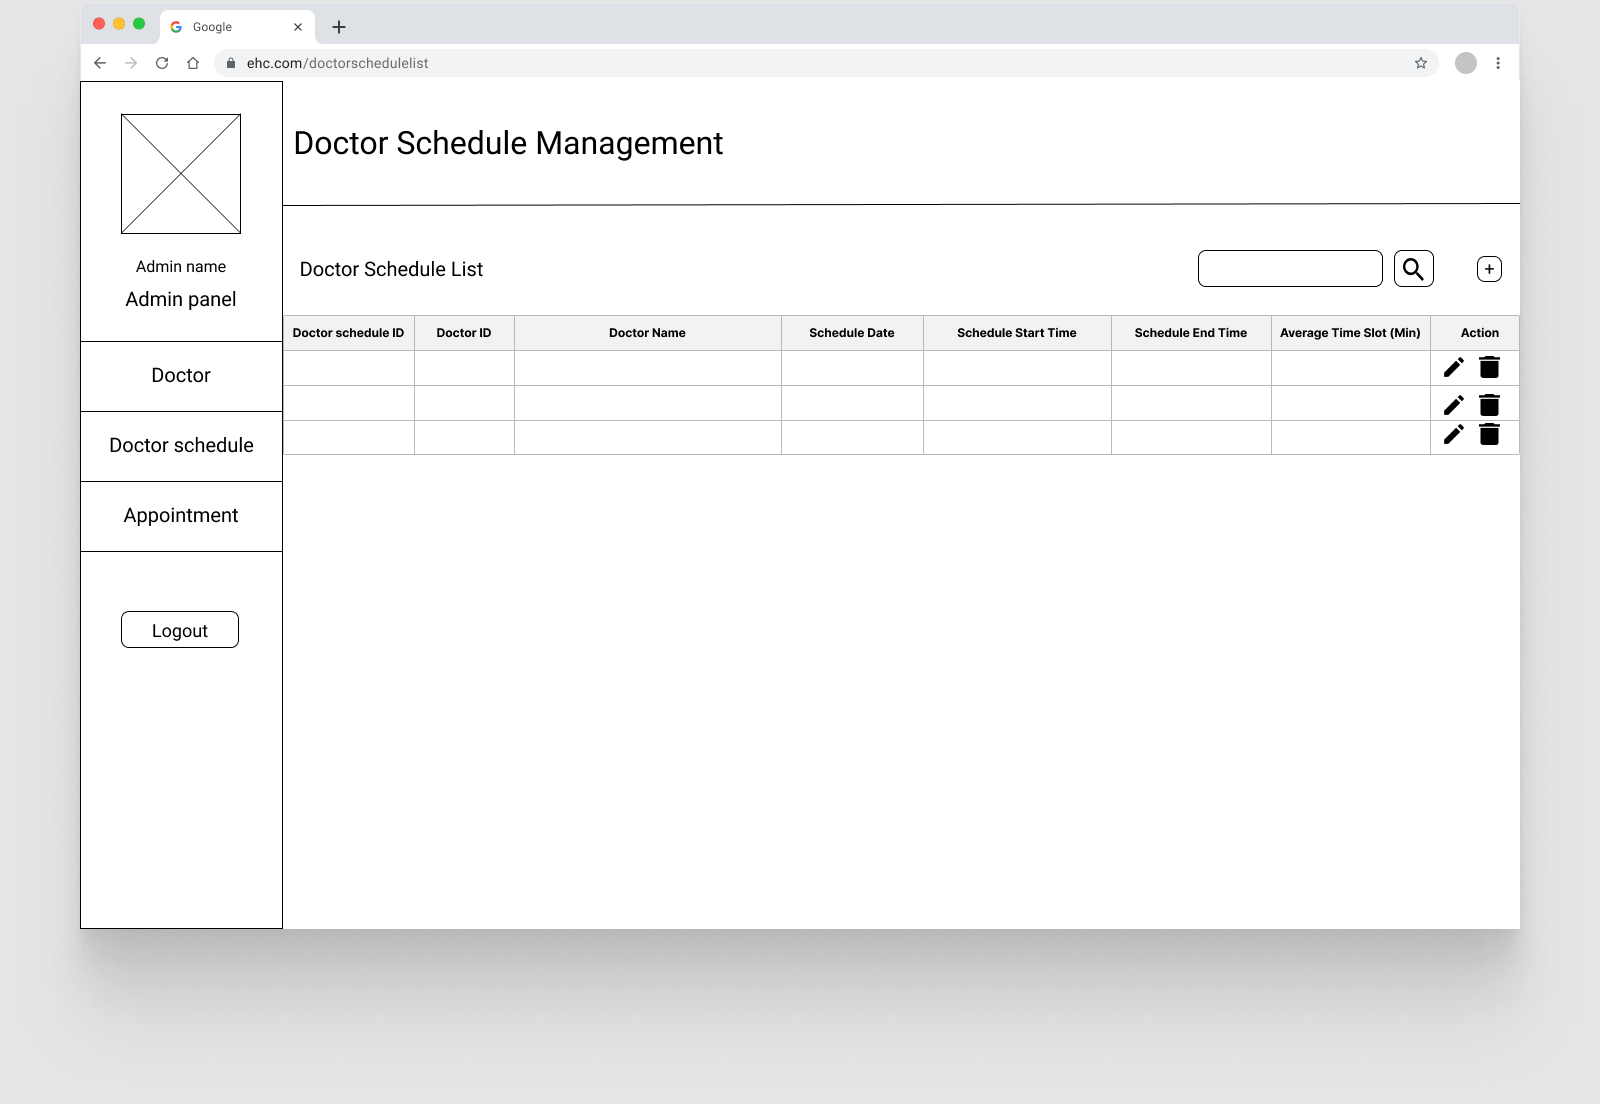 Google
ehc.com/doctorschedulelist
Admin name
Admin panel
Doctor
Doctor schedule
Appointment
Logout
Doctor Schedule Management
Doctor Schedule List
+
Doctor schedule ID Doctor ID Doctor Name Schedule Date Schedule Start Time Schedule End Time Average Time Slot (Min) Action